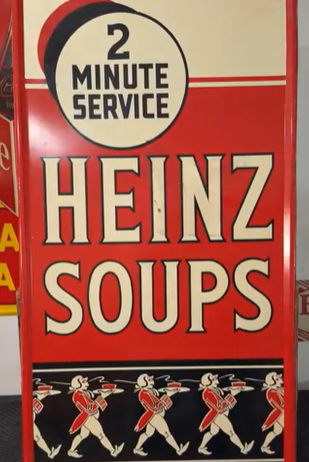 2
MINUTE
SERVICE
HEINZ
SOUPS